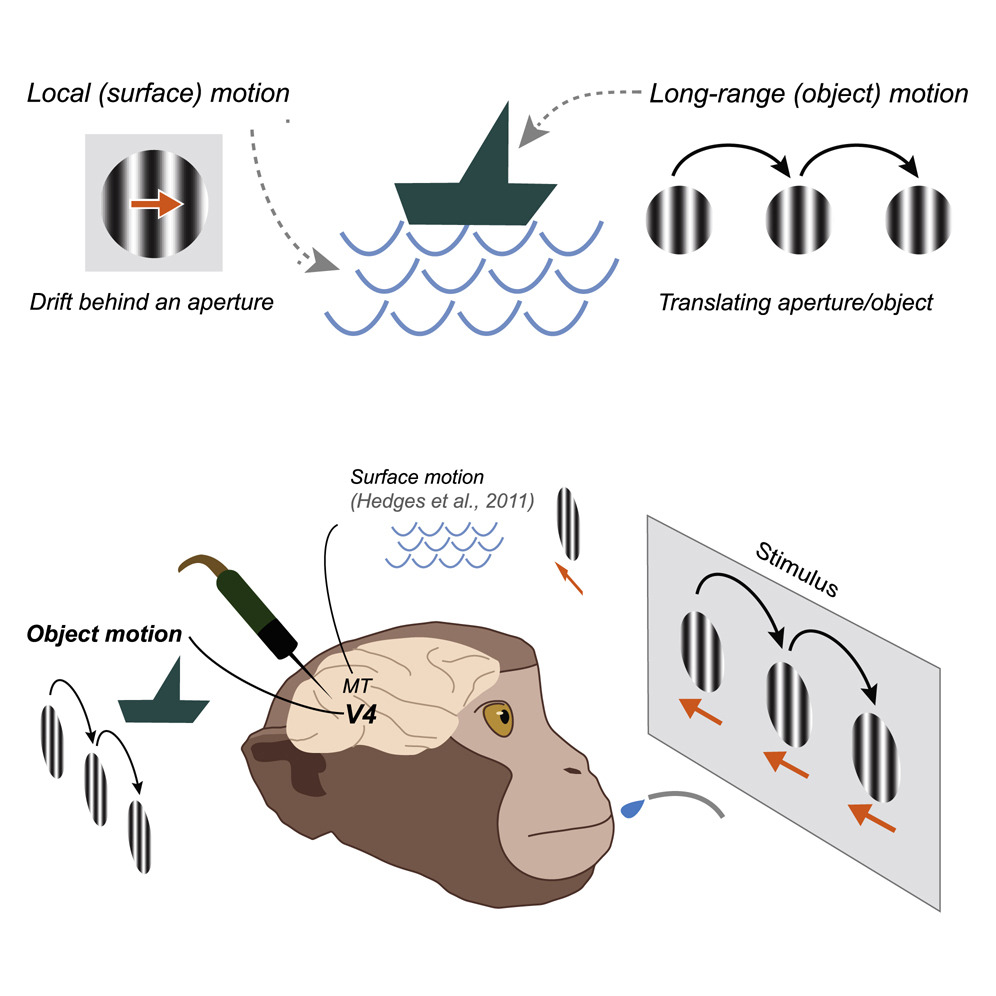 Local (surface) motion
Long-range (object) motion
Drift behind an aperture
Translating aperture/object
Surface motion
(Hedges et al., 2011)
Stimulus
Object motion
MT
V4